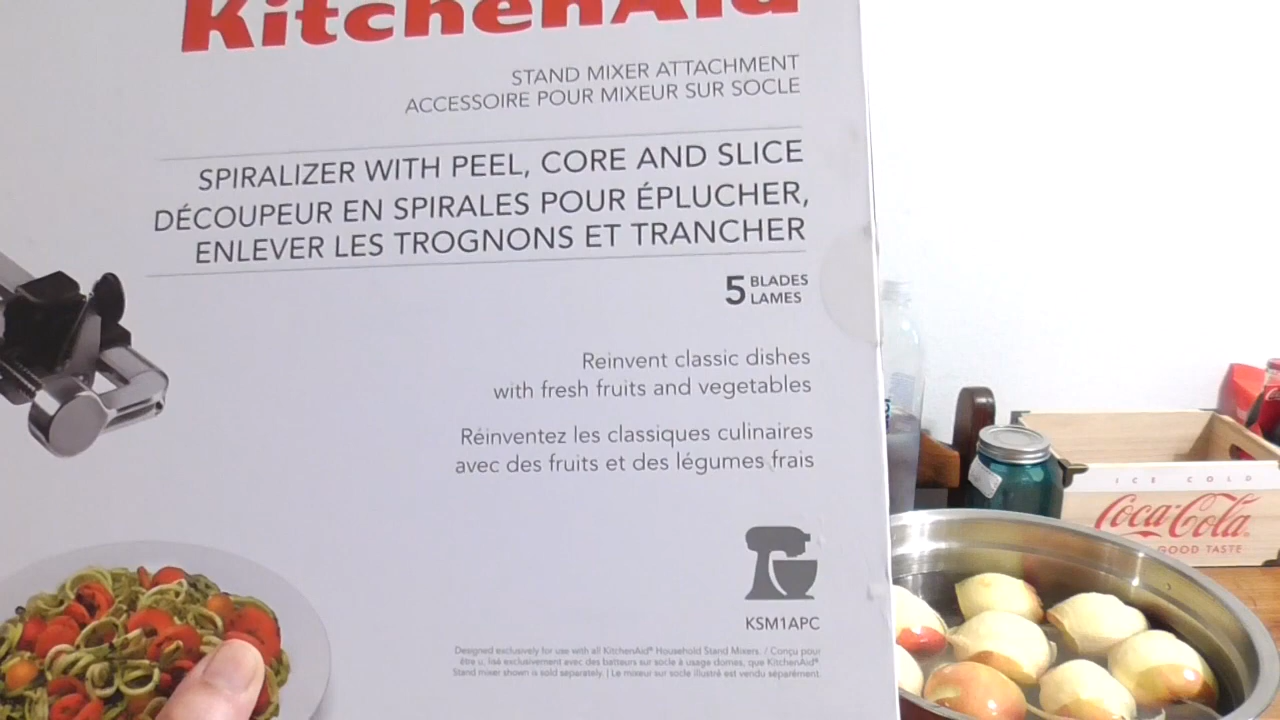 KitchenAid
STAND MIXER ATTACHMENT
ACCESSOIRE POUR MIXEUR SUR SOCLE
SPIRALIZER WITH PEEL, CORE AND SLICE
DÉCOUPEUR EN SPIRALES POUR ÉPLUCHER,
ENLEVER LES TROGNONS ET TRANCHER
5 BLADES
LAMES
Reinvent classic dishes
with fresh fruits and vegetables
Réinventez les classiques culinaires
avec des fruits et des légumes frais
KSM1APC
Designed exclusively for use with all KitchenAid® Household Stand Mixers. / Conçu pour
être u isé exclusivement avec des batteurs sur socle à usage domes, que KitchenAid®
Stand mixer shown is sold separately. | Le mixeur sur socle illustré est vendu séparément.
ICE COLD
Coca-Cola
GOOD TASTE